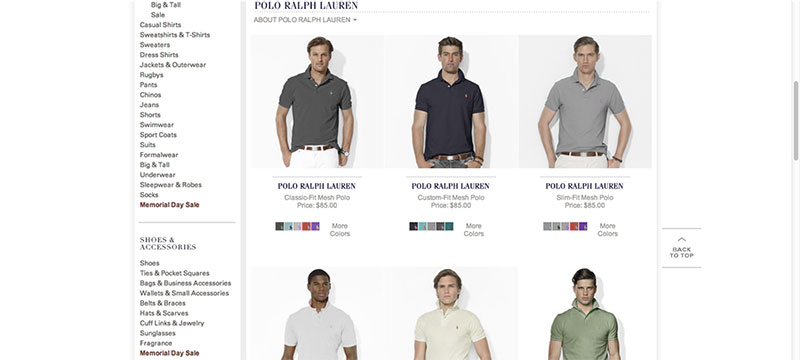 Big & Tall
Sale
Casual Shirts
Sweatshirts & T-Shirts
Sweaters
Dress Shirts
Jackets & Outerwear
Rugbys
Pants
Chinos
Jeans
Shorts
Swimwear
Sport Coats
Suits
Formalwear
Big & Tall
Underwear
Sleepwear & Robes
Socks
Memorial Day Sale
SHOES &
ACCESSORIES
Shoes
Ties & Pocket Squares
Bags & Business Accessories
Wallets & Small Accessories
Belts & Braces
Hats & Scarves
Cuff Links & Jewelry
Sunglasses
Fragrance
Memorial Day Sale
POLO RALPH LAUREN
ABOUT POLO RALPH LAUREN
POLO RALPH LAUREN
Classic-Fit Mesh Polo
Price: $85.00
More
Colors
POLO RALPH LAUREN
Custom-Fit Mesh Polo
Price: $85.00
More
Colors
POLO RALPH LAUREN
Slim-Fit Mesh Polo
Price: $85.00
More
Colors
BACK
TO TOP